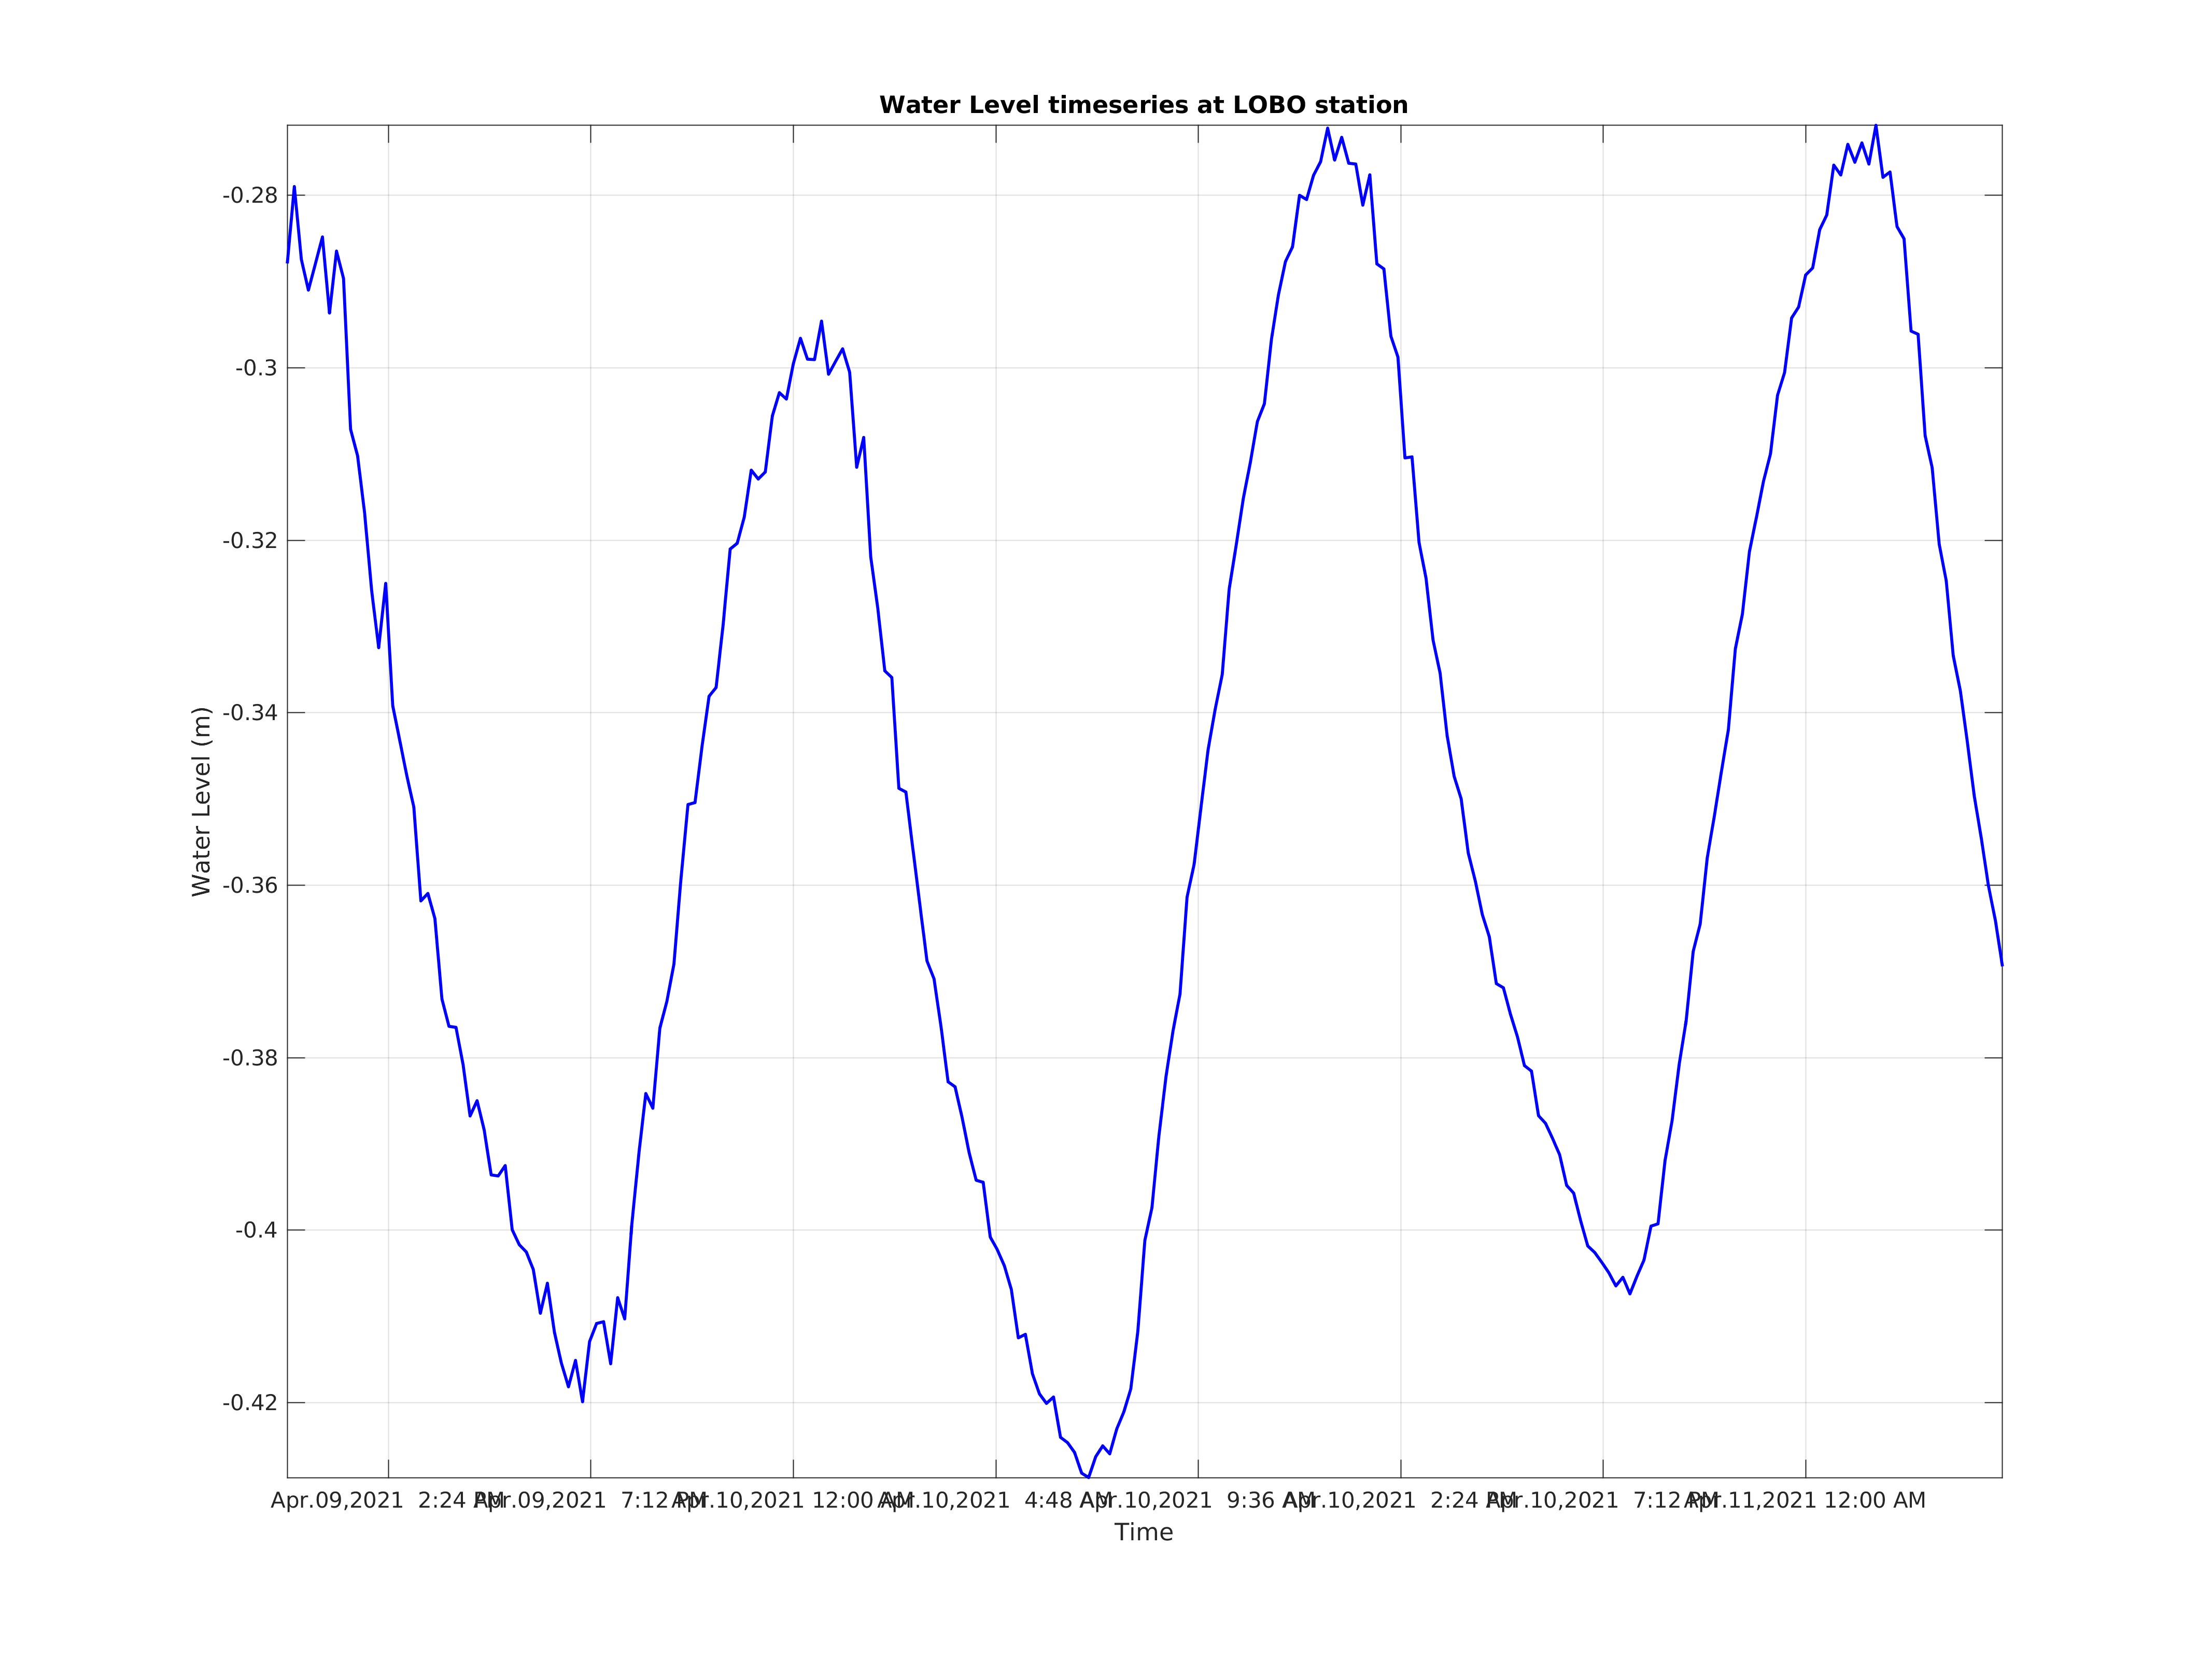 Water Level timeseries at LOBO station
-0.28
-0.3
-0.32
-0.34
-0.36
-0.38
-0.4
-0.42
Water Level (m)
Apr.09,2021 2:24 PM Apr.09,2021 7:12 PM Apr.10,2021 12:00 AM Apr.10,2021 4:48 AM Apr.10,2021 9:36 AM Apr.10,2021 2:24 PM Apr.10,2021 7:12 PM Apr.11,2021 12:00 AM
Time